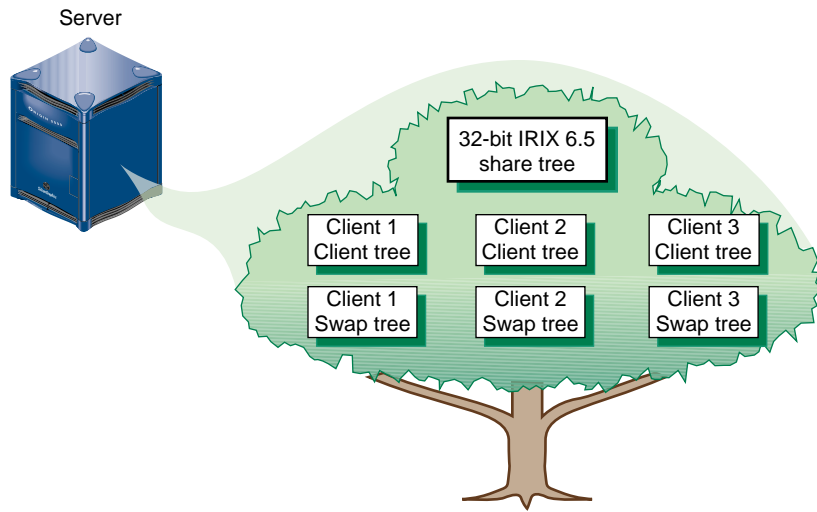 Server
32-bit IRIX 6.5
share tree
Client 1
Client tree
Client 2
Client tree
Client 3
Client tree
Client 1
Swap tree
Client 2
Swap tree
Client 3
Swap tree